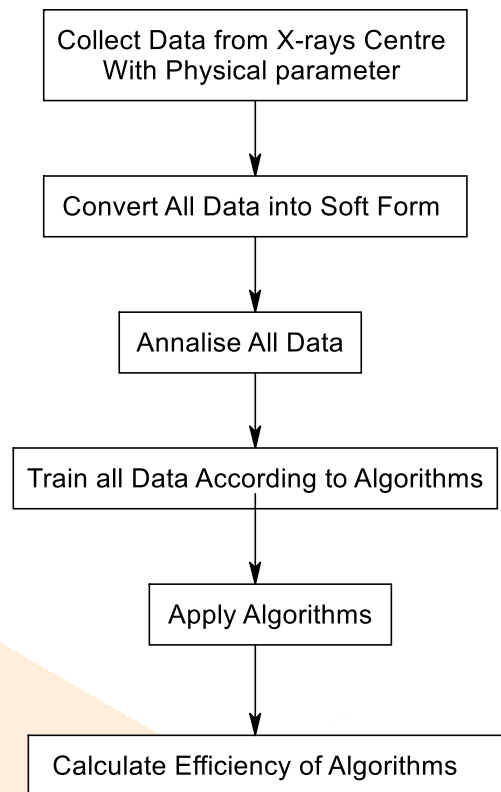 Collect Data from X-rays Centre
With Physical parameter
Convert All Data into Soft Form
Annalise All Data
Train all Data According to Algorithms
Apply Algorithms
Calculate Efficiency of Algorithms